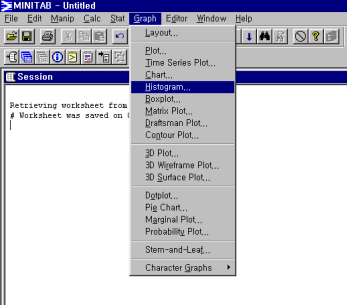 MINITAB - Untitled
File Edit Manip Calc Stat Graph Editor Window Help
Layout...
Plot...
Time Series Plot...
Chart...
Histogram...
Boxplot...
Matrix Plot...
Draftsman Plot...
Contour Plot...
3D Plot...
3D Wireframe Plot...
3D Surface Plot...
Dotplot...
Pie Chart...
Marginal Plot...
Probability Plot...
Stem-and-Leaf...
Character Graphs
Session
Retrieving worksheet from
# Worksheet was saved on